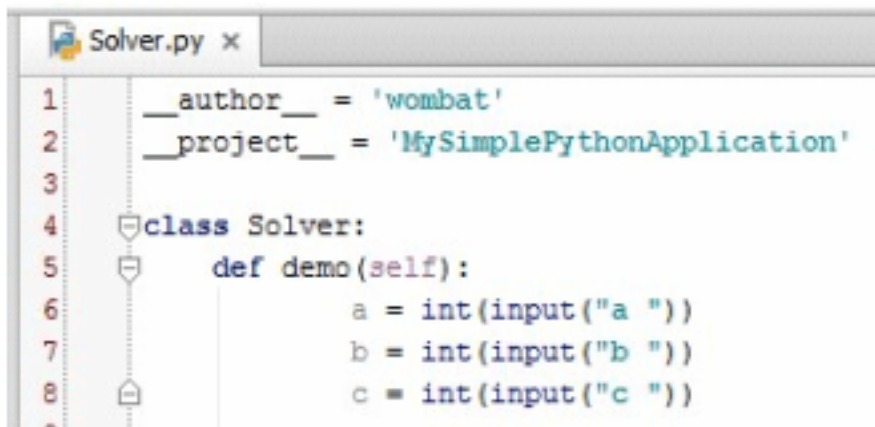 Solver.py ×
1 __author__ = 'wombat'
2 __project__ = 'MySimplePythonApplication'
3
4 class Solver:
5 def demo(self):
6 a = int(input("a "))
7 b = int(input("b "))
8 c = int(input("c "))